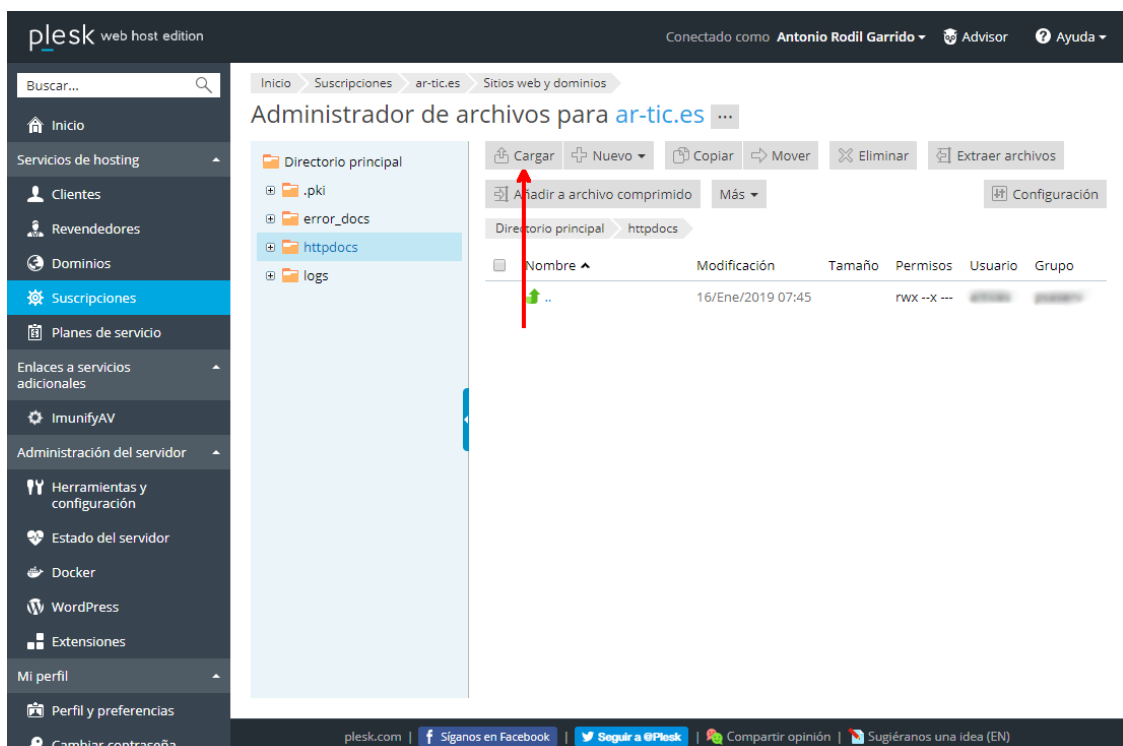 plesk web host edition
Conectado como Antonio Rodil Garrido
Advisor
Ayuda
Buscar...
Inicio
Servicios de hosting
Clientes
Revendedores
Dominios
Suscripciones
Planes de servicio
Enlaces a servicios
adicionales
ImunifyAV
Administración del servidor
Herramientas y
configuración
Estado del servidor
Docker
WordPress
Extensiones
Mi perfil
Perfil y preferencias
Cambiar contraseña
Inicio Suscripciones ar-tic.es Sitios web y dominios
Administrador de archivos para ar-tic.es ...
Directorio principal
.pki
error_docs
httpdocs
logs
Cargar Nuevo Copiar Mover Eliminar Extraer archivos
Añadir a archivo comprimido Más Configuración
Directorio principal httpdocs
Nombre Modificación Tamaño Permisos Usuario Grupo
.. 16/Ene/2019 07:45 rwx --x ---
plesk.com | Síganos en Facebook | Seguir a @Plesk | Compartir opinión | Sugiéranos una idea (EN)